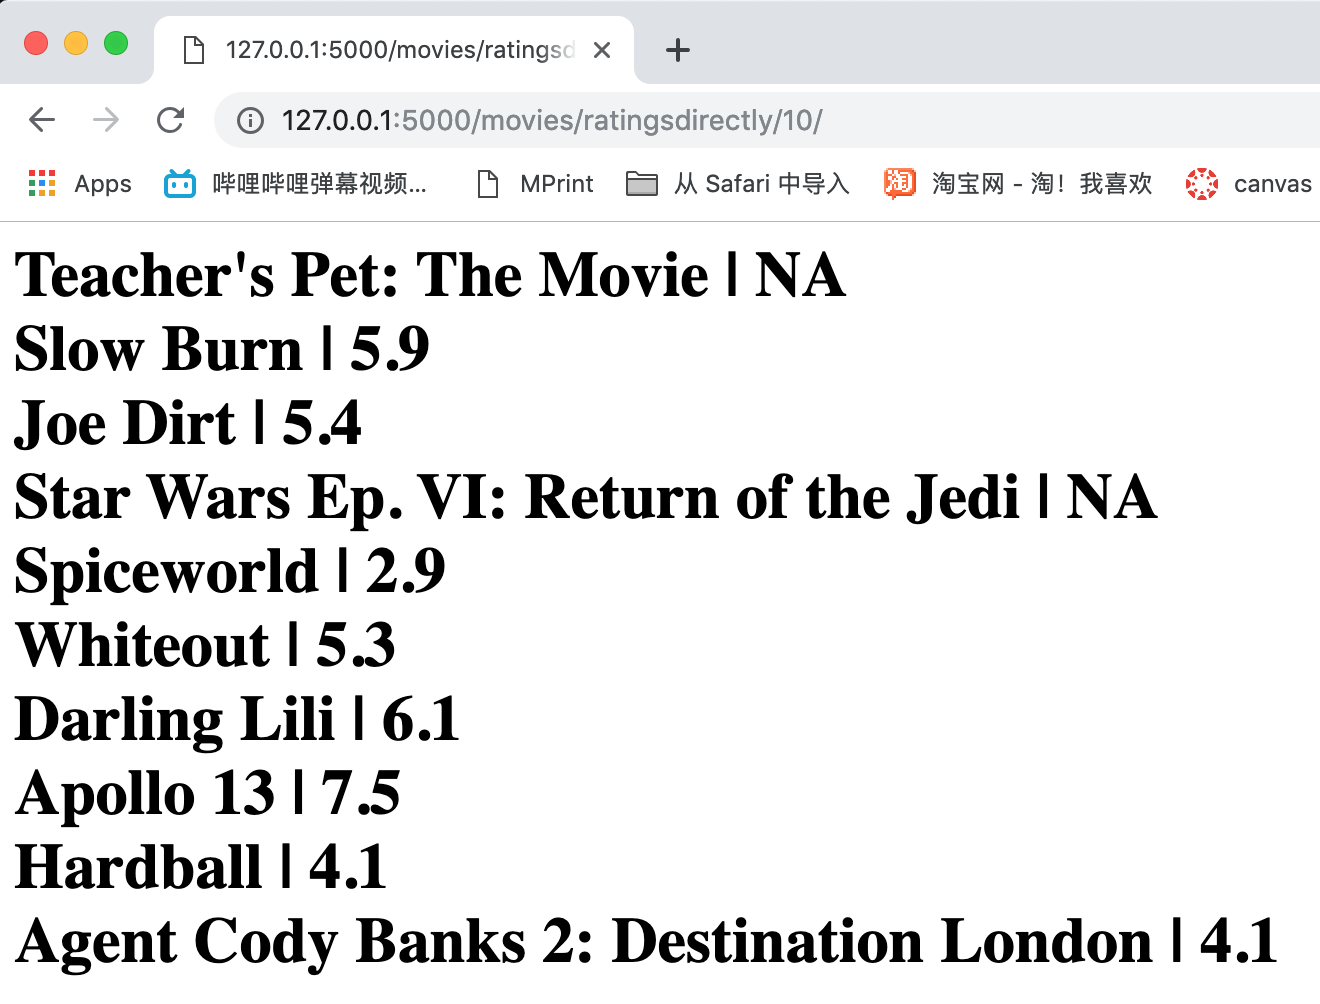 127.0.0.1:5000/movies/ratingsd
127.0.0.1:5000/movies/ratingsdirectly/10/
Apps 哔哩哔哩弹幕视频... MPrint 从 Safari 中导入 淘宝网 - 淘！我喜欢 canvas
Teacher's Pet: The Movie | NA
Slow Burn | 5.9
Joe Dirt | 5.4
Star Wars Ep. VI: Return of the Jedi | NA
Spiceworld | 2.9
Whiteout | 5.3
Darling Lili | 6.1
Apollo 13 | 7.5
Hardball | 4.1
Agent Cody Banks 2: Destination London | 4.1